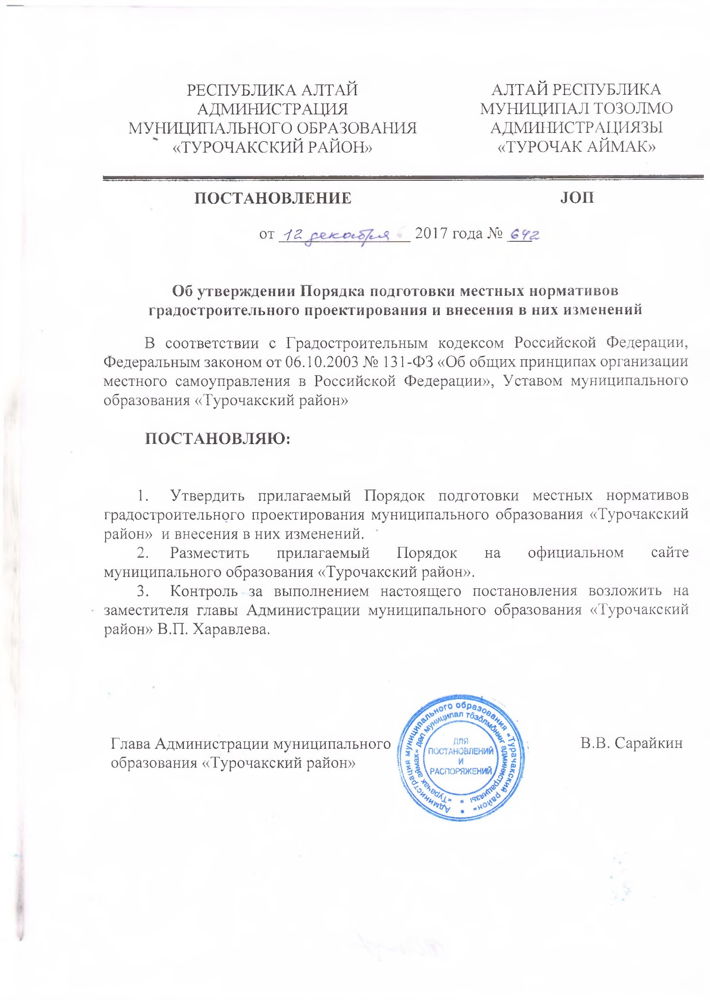 РЕСПУБЛИКА АЛТАЙ
АДМИНИСТРАЦИЯ
МУНИЦИПАЛЬНОГО ОБРАЗОВАНИЯ
«ТУРОЧАКСКИЙ РАЙОН»
АЛТАЙ РЕСПУБЛИКА
МУНИЦИПАЛ ТОЗОЛМО
АДМИНИСТРАЦИЯЗЫ
«ТУРОЧАК АЙМАК»
ПОСТАНОВЛЕНИЕ
JОП
от 12 декабря 2017 года № 642
Об утверждении Порядка подготовки местных нормативов
градостроительного проектирования и внесения в них изменений
В соответствии с Градостроительным кодексом Российской Федерации,
Федеральным законом от 06.10.2003 № 131-ФЗ «Об общих принципах организации
местного самоуправления в Российской Федерации», Уставом муниципального
образования «Турочакский район»
ПОСТАНОВЛЯЮ:
1. Утвердить прилагаемый Порядок подготовки местных нормативов
градостроительного проектирования муниципального образования «Турочакский
район» и внесения в них изменений.
2. Разместить прилагаемый Порядок на официальном сайте
муниципального образования «Турочакский район».
3. Контроль за выполнением настоящего постановления возложить на
заместителя главы Администрации муниципального образования «Турочакский
район» В.П. Харавлева.
Глава Администрации муниципального
образования «Турочакский район»
В.В. Сарайкин
Администрация муниципального образования «Турачакский район»
«Турачак аймак» деп муниципал тӧзӧлмӧниҥ администрациязы
ДЛЯ
ПОСТАНОВЛЕНИЙ
И
РАСПОРЯЖЕНИЙ